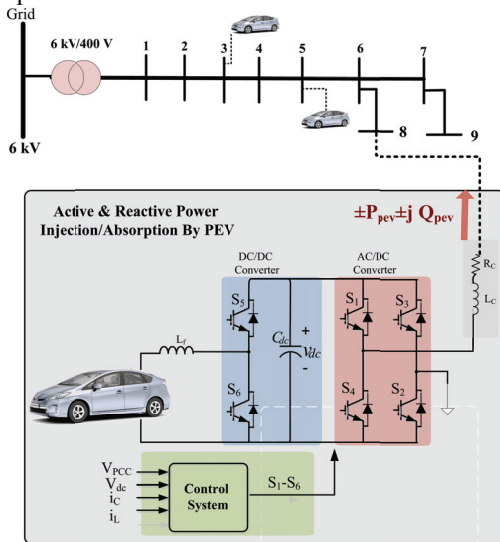 Grid
6 kV/400 V
1
2
3
4
5
6
7
8
9
6 kV
Active & Reactive Power
Injection/Absorption By PEV
±Ppev±j Qpev
DC/DC
Converter
AC/DC
Converter
RC
LC
S5
S1
S3
Lf
Cdc
+
Vdc
-
S6
S4
S2
VPCC
Vdc
iC
iL
Control
System
S1-S6